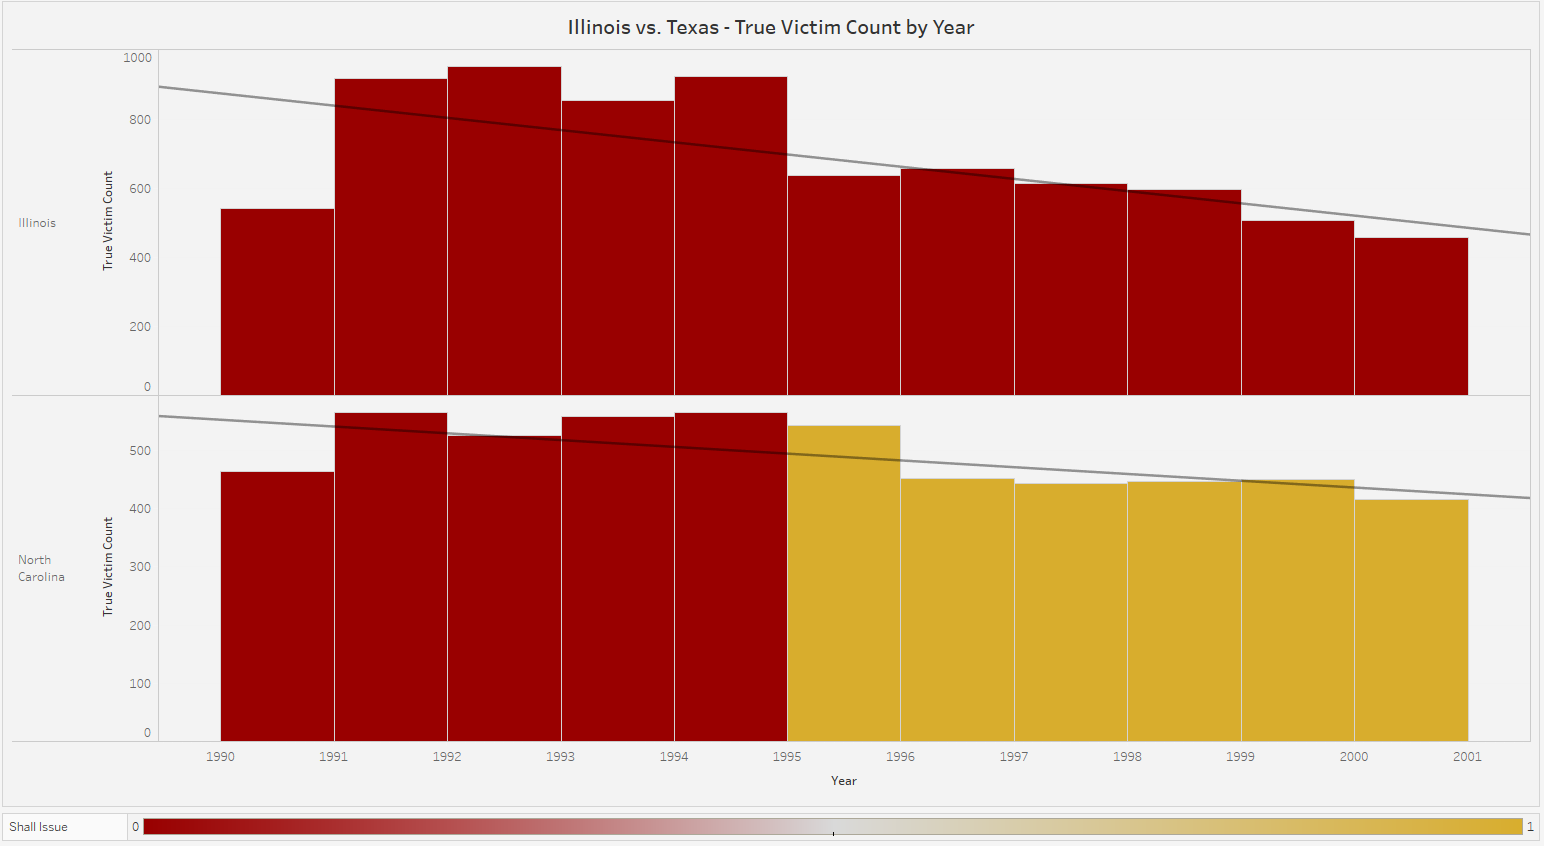 Illinois vs. Texas - True Victim Count by Year
1000
800
600
400
200
0
True Victim Count
Illinois
500
400
300
200
100
0
True Victim Count
North
Carolina
1990 1991 1992 1993 1994 1995 1996 1997 1998 1999 2000 2001
Year
Shall Issue 0 1